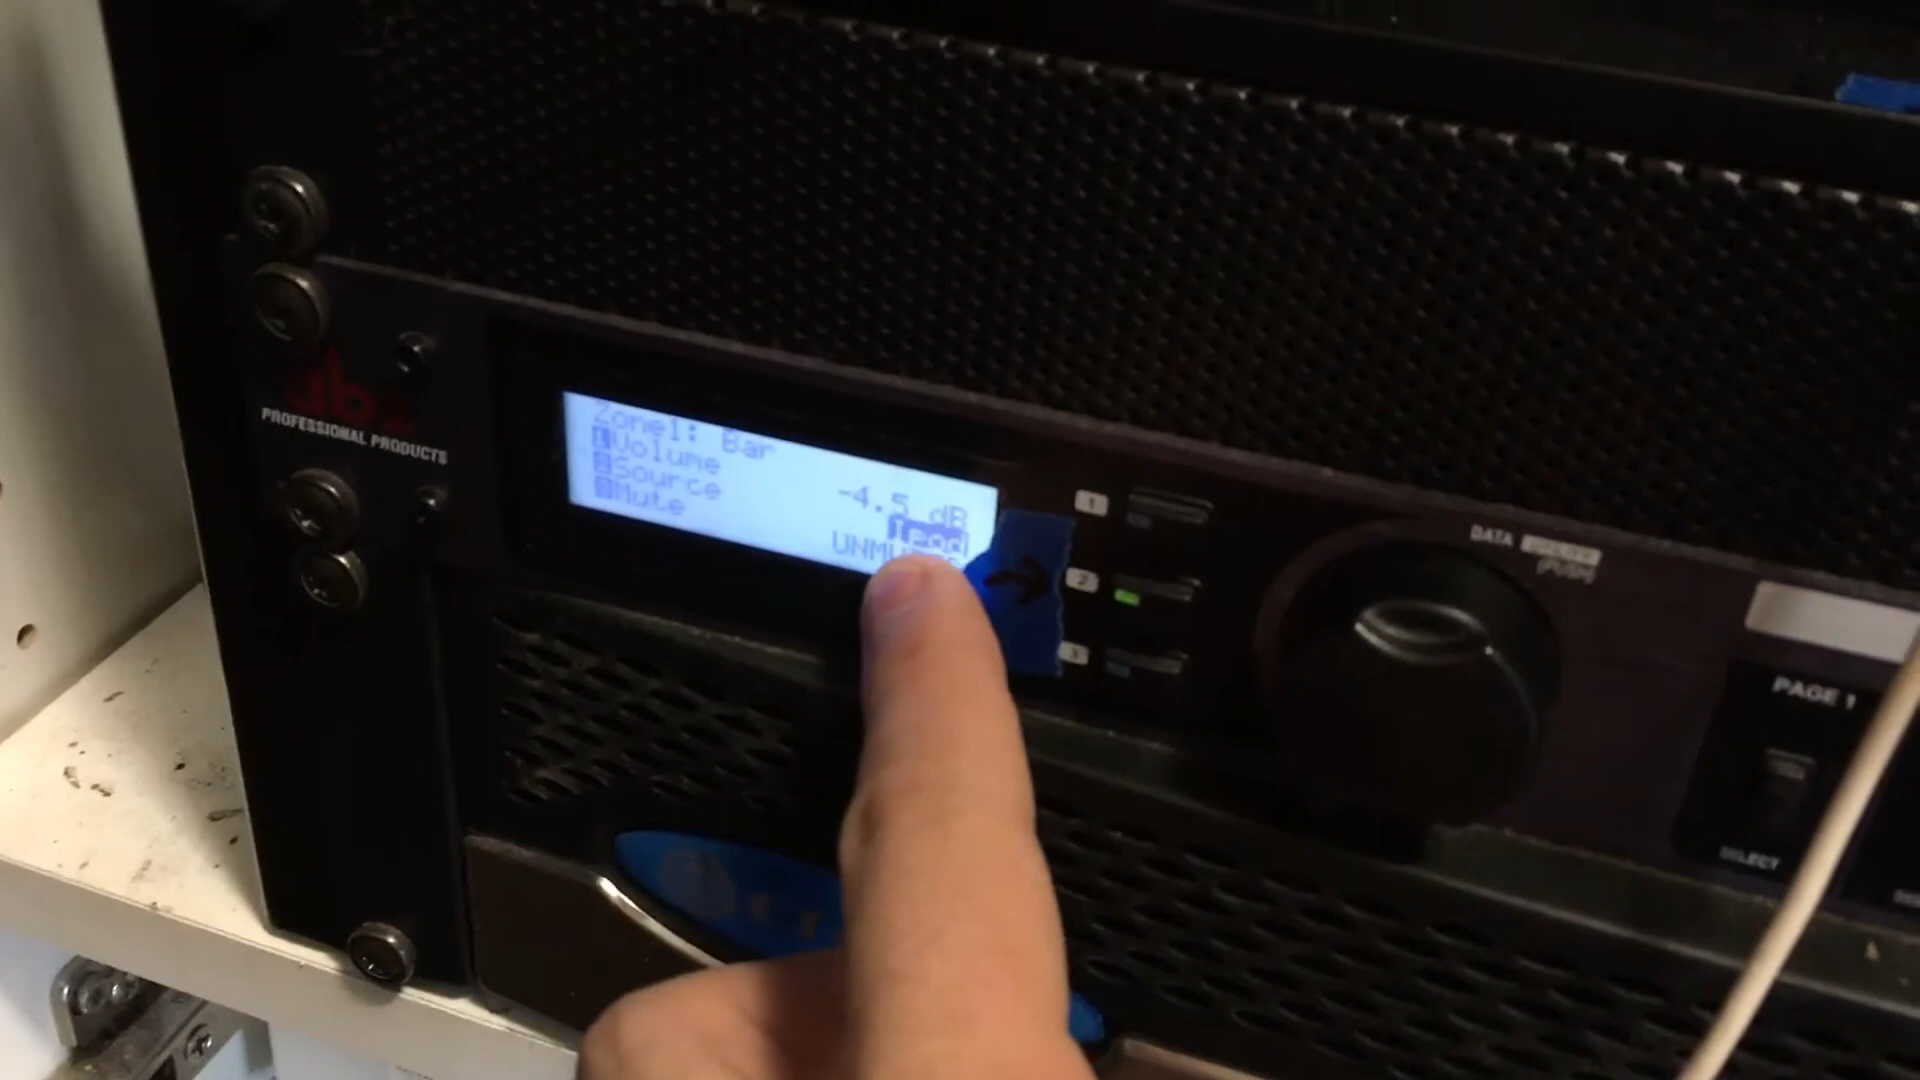 dbx
PROFESSIONAL PRODUCTS
Zone1: Bar
1Volume -4.5 dB
2Source Ipod
3Mute
1
2
3
DATA
(PUSH)
PAGE 1
SELECT